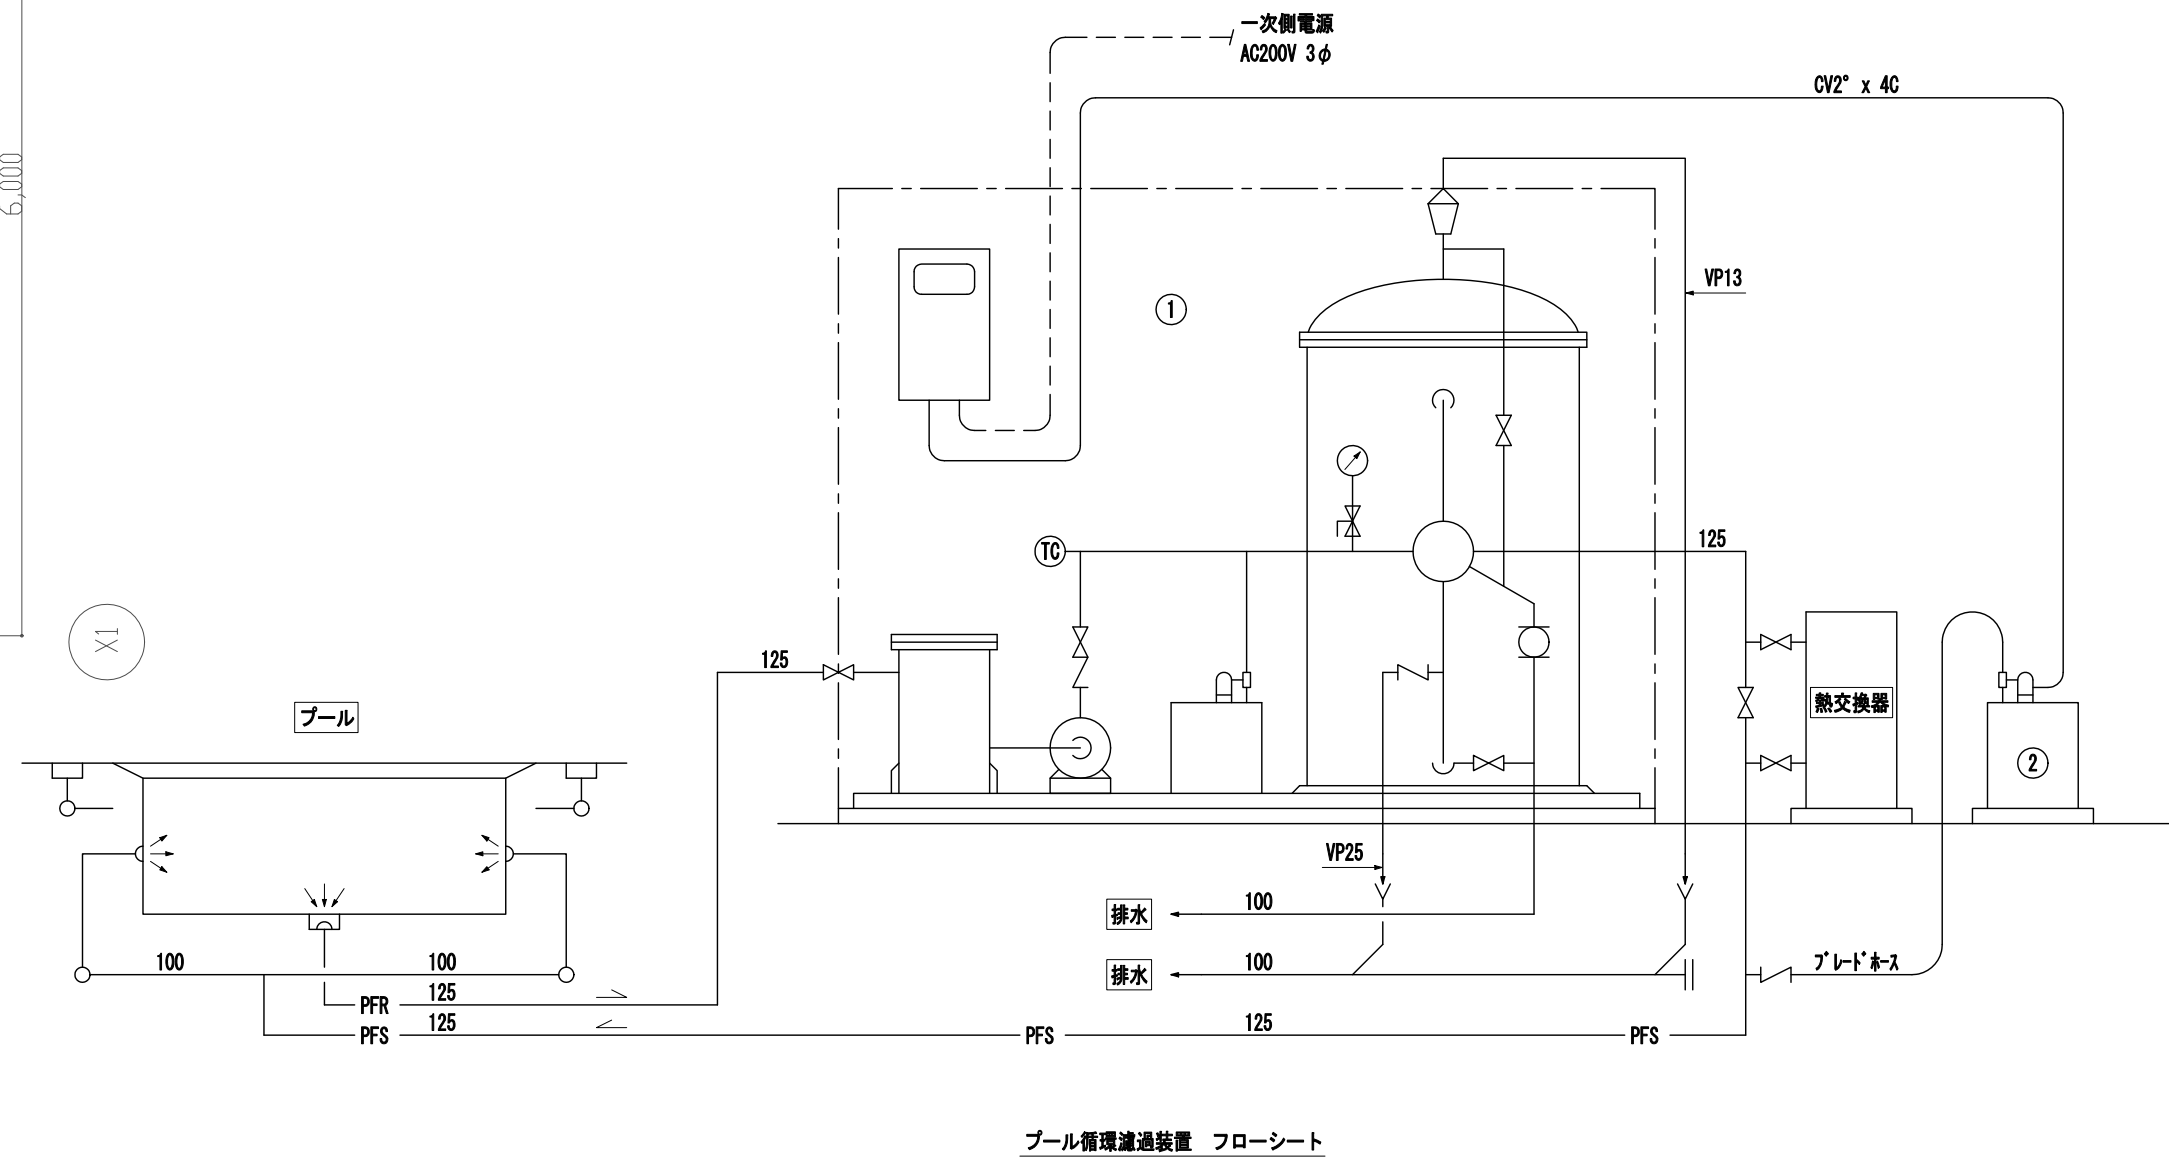 一次側電源
AC200V 3φ
CV2° x 4C
6,000
VP13
1
TC
125
X1
125
プール
熱交換器
2
VP25
排水
100
100
100
排水
100
ブレードホース
PFR
125
PFS
125
PFS
125
PFS
プール循環濾過装置 フローシート